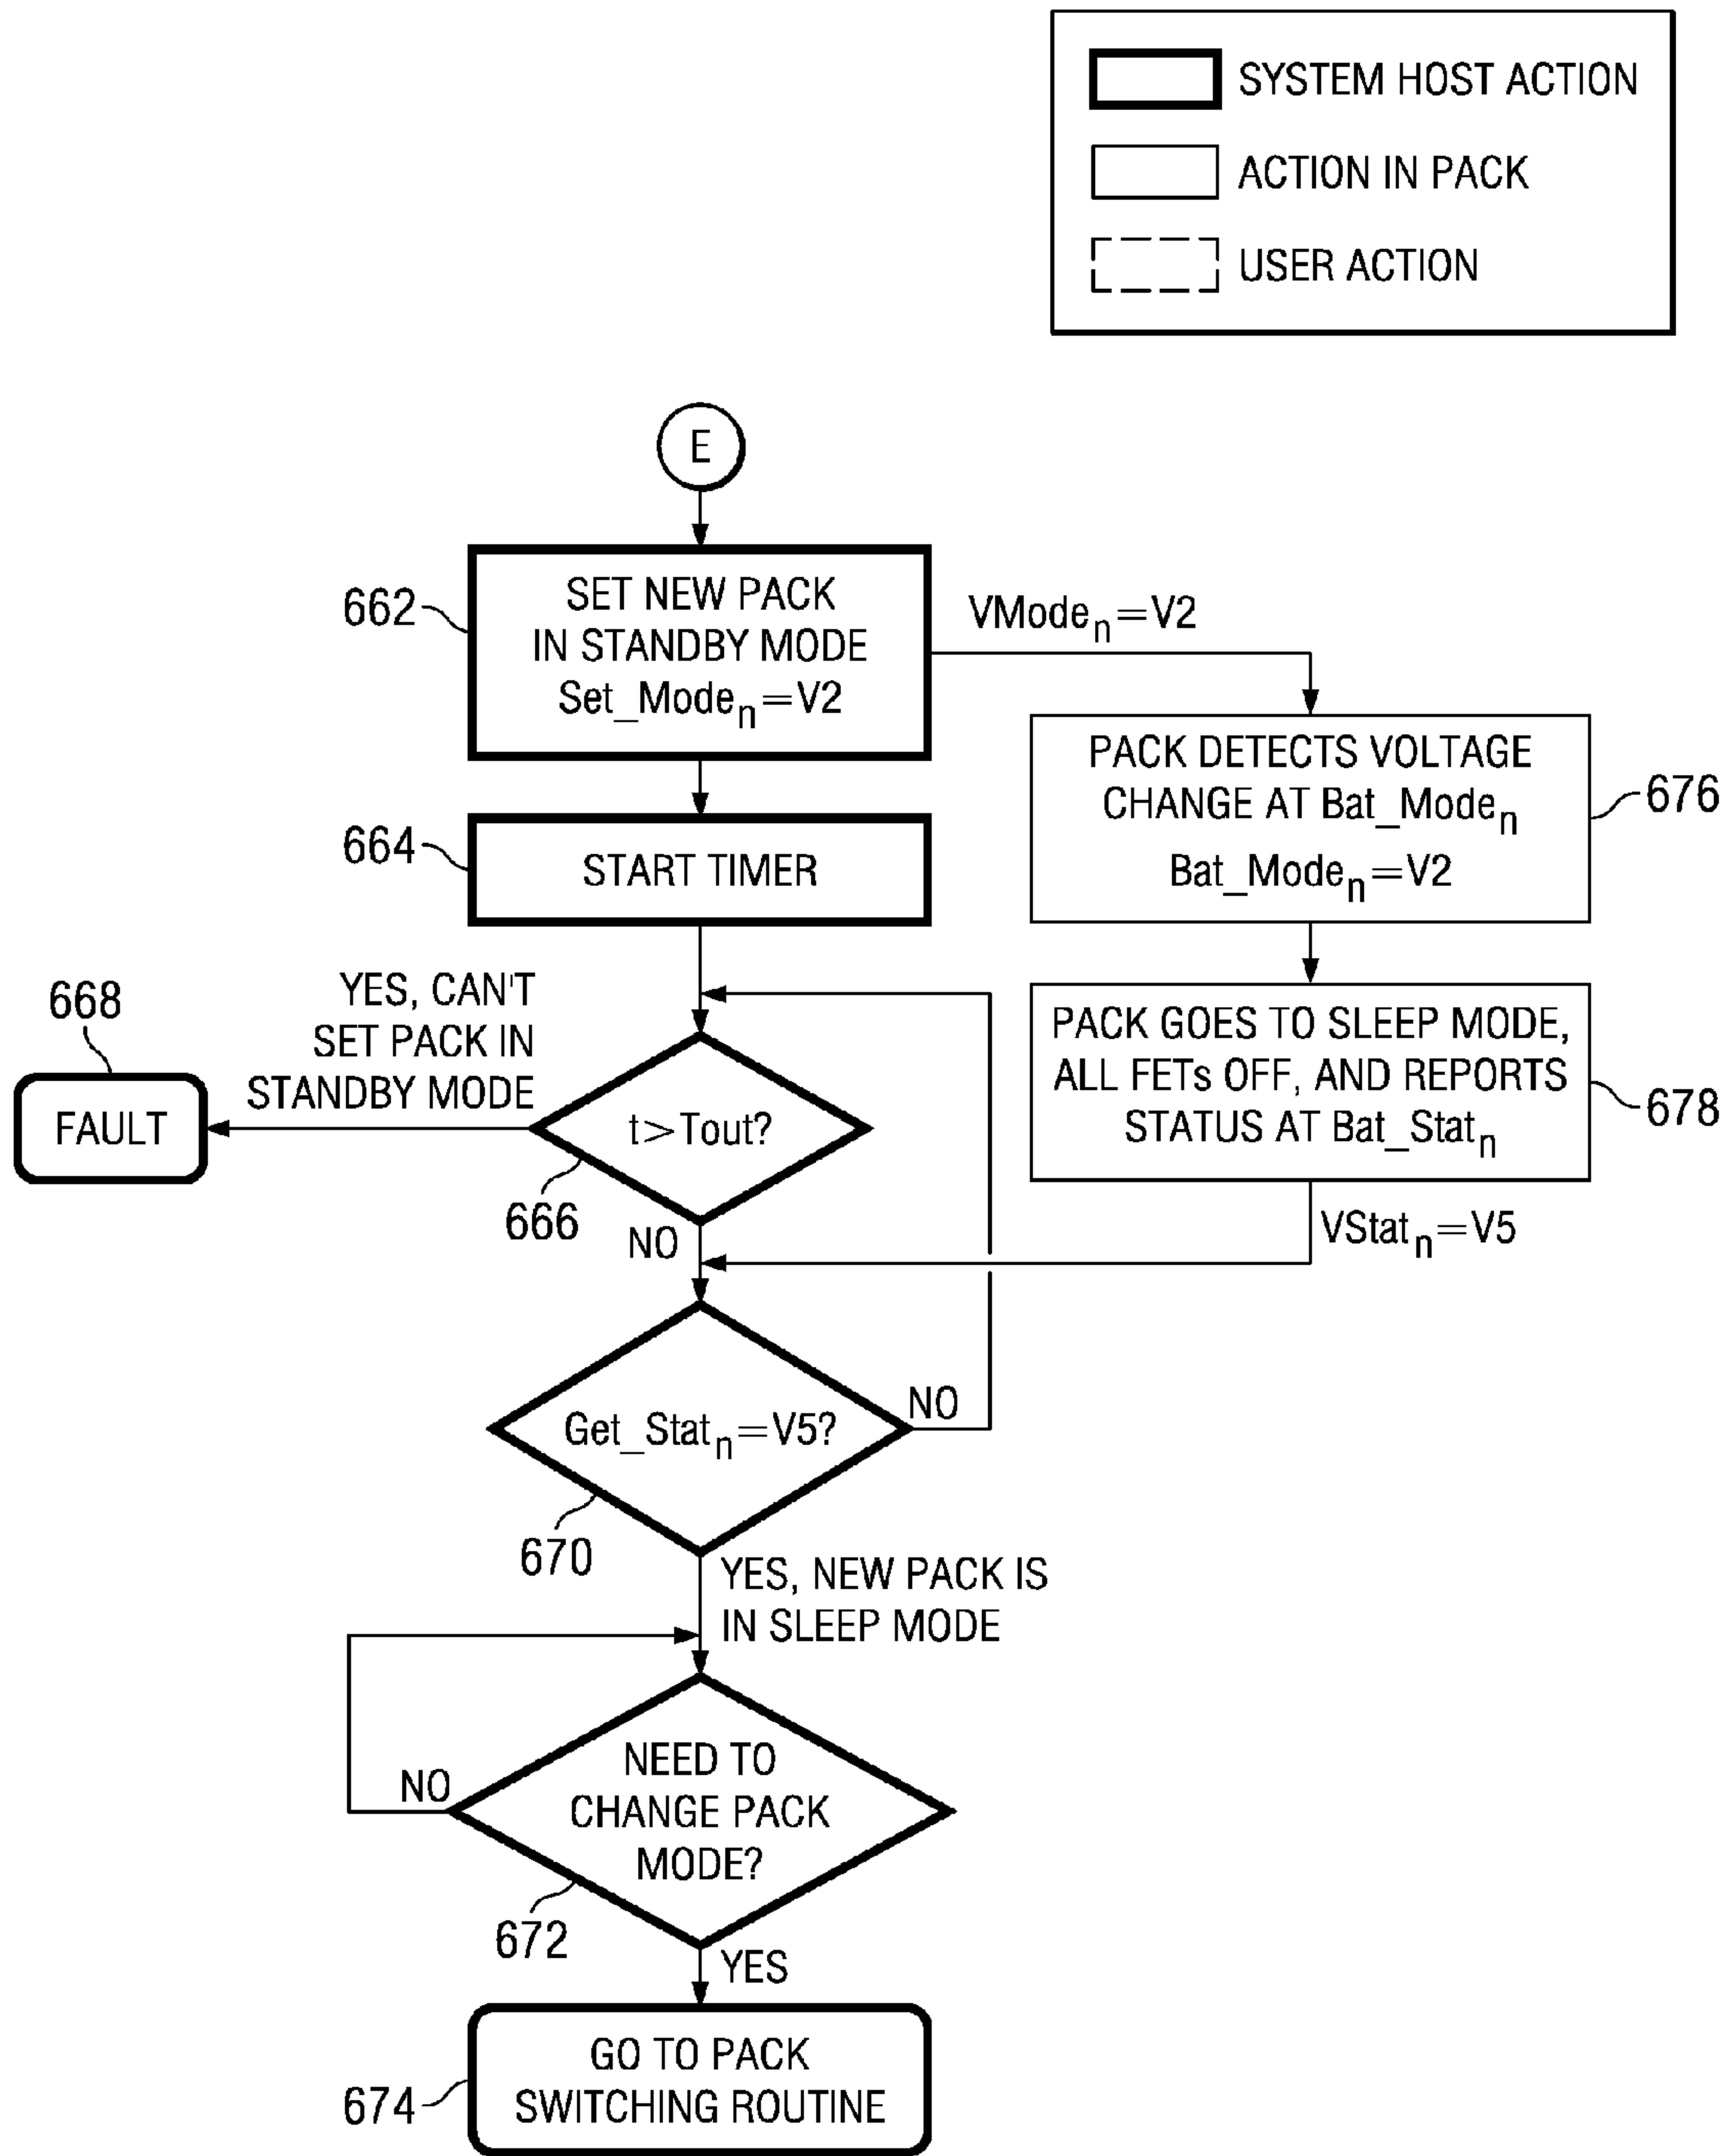 SYSTEM HOST ACTION
ACTION IN PACK
USER ACTION
E
662
SET NEW PACK
IN STANDBY MODE
Set_Modeₙ=V2
VModeₙ=V2
PACK DETECTS VOLTAGE
CHANGE AT Bat_Modeₙ
Bat_Modeₙ=V2
676
664
START TIMER
668
FAULT
YES, CAN'T
SET PACK IN
STANDBY MODE
t>Tout?
666
NO
PACK GOES TO SLEEP MODE,
ALL FETs OFF, AND REPORTS
STATUS AT Bat_Statₙ
678
VStatₙ=V5
Get_Statₙ=V5?
NO
670
YES, NEW PACK IS
IN SLEEP MODE
NO
NEED TO
CHANGE PACK
MODE?
672
YES
674
GO TO PACK
SWITCHING ROUTINE